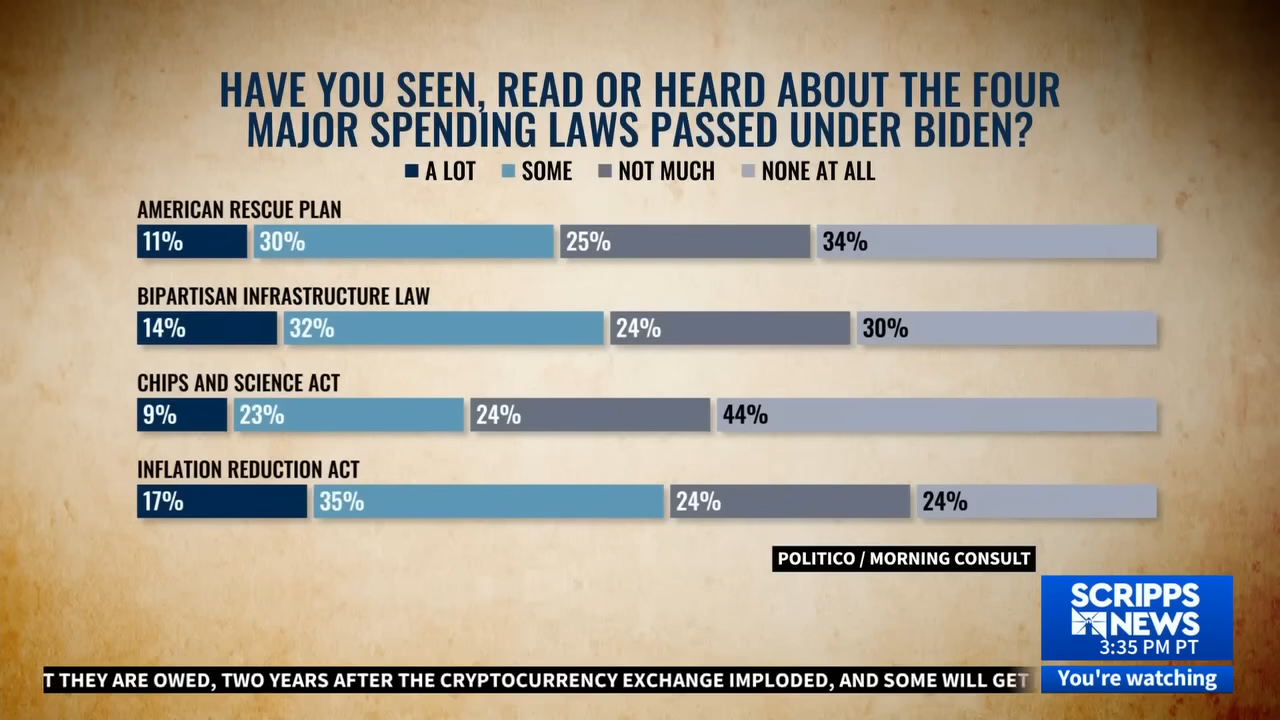 HAVE YOU SEEN, READ OR HEARD ABOUT THE FOUR
MAJOR SPENDING LAWS PASSED UNDER BIDEN?
A LOT SOME NOT MUCH NONE AT ALL
AMERICAN RESCUE PLAN
11% 30% 25% 34%
BIPARTISAN INFRASTRUCTURE LAW
14% 32% 24% 30%
CHIPS AND SCIENCE ACT
9% 23% 24% 44%
INFLATION REDUCTION ACT
17% 35% 24% 24%
POLITICO / MORNING CONSULT
SCRIPPS
NEWS
3:35 PM PT
T THEY ARE OWED, TWO YEARS AFTER THE CRYPTOCURRENCY EXCHANGE IMPLODED, AND SOME WILL GET
You're watching